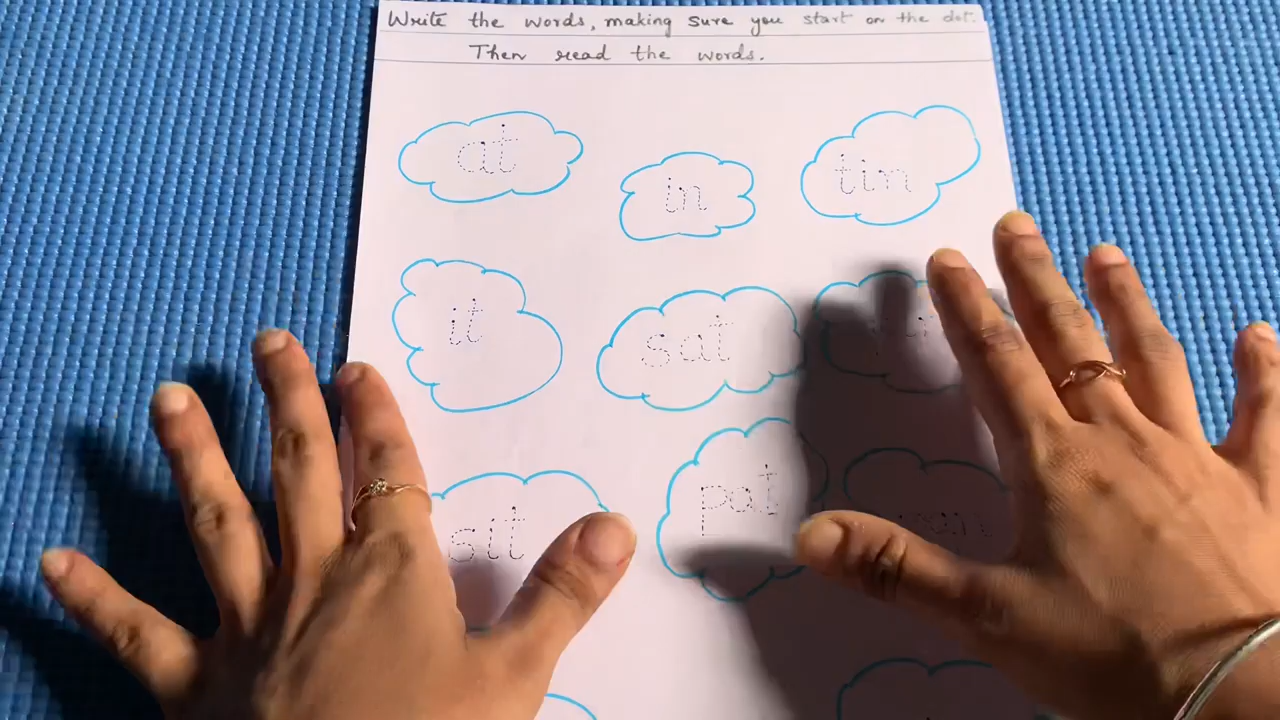 Write the words, making sure you start on the dot.
Then read the words.
at
in
tin
it
sat
sit
pat